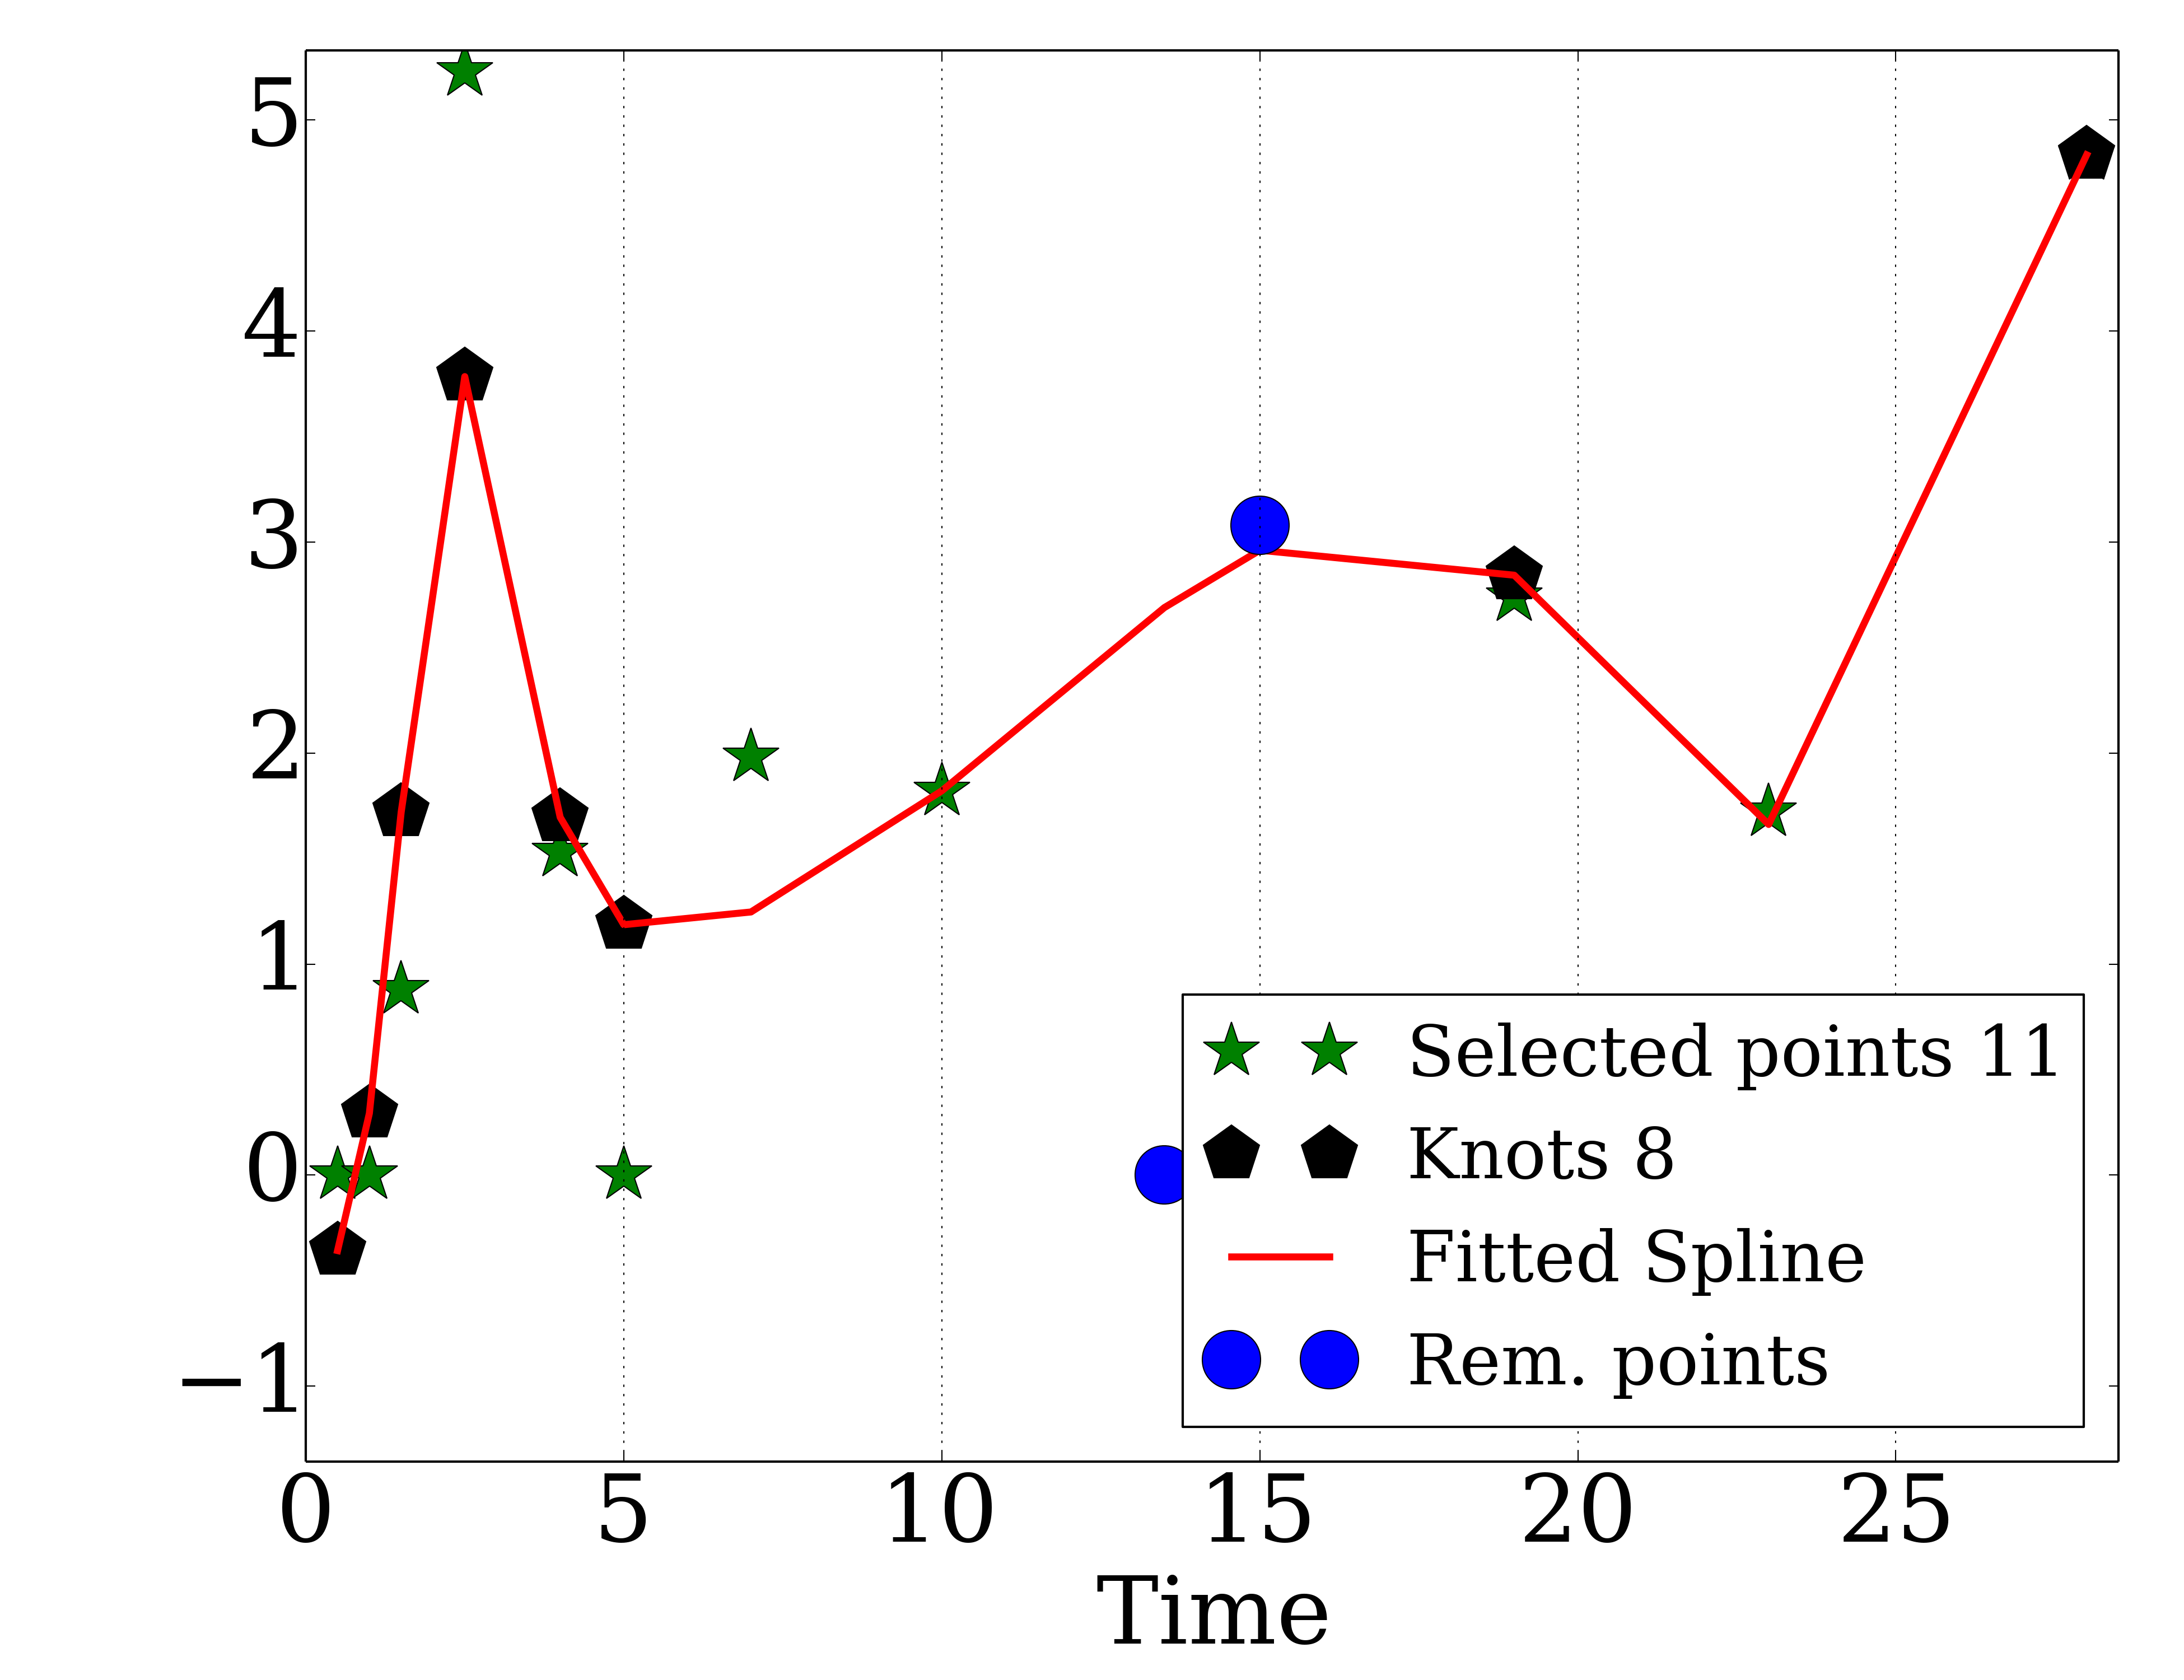 5
4
3
2
1
0
−1
0 5 10 15 20 25
Time
Selected points 11
Knots 8
Fitted Spline
Rem. points